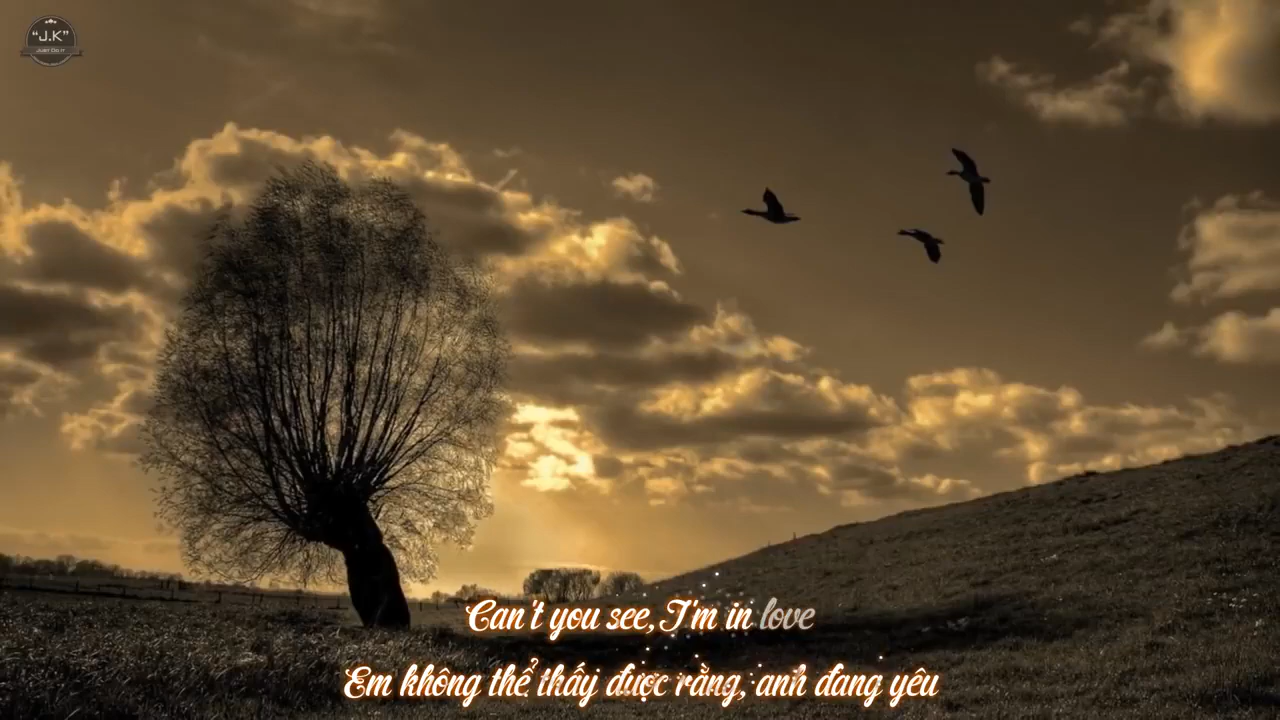 "J.K"
JUST DO IT
Can't you see, I'm in love
Em không thể thấy được rằng, anh đang yêu